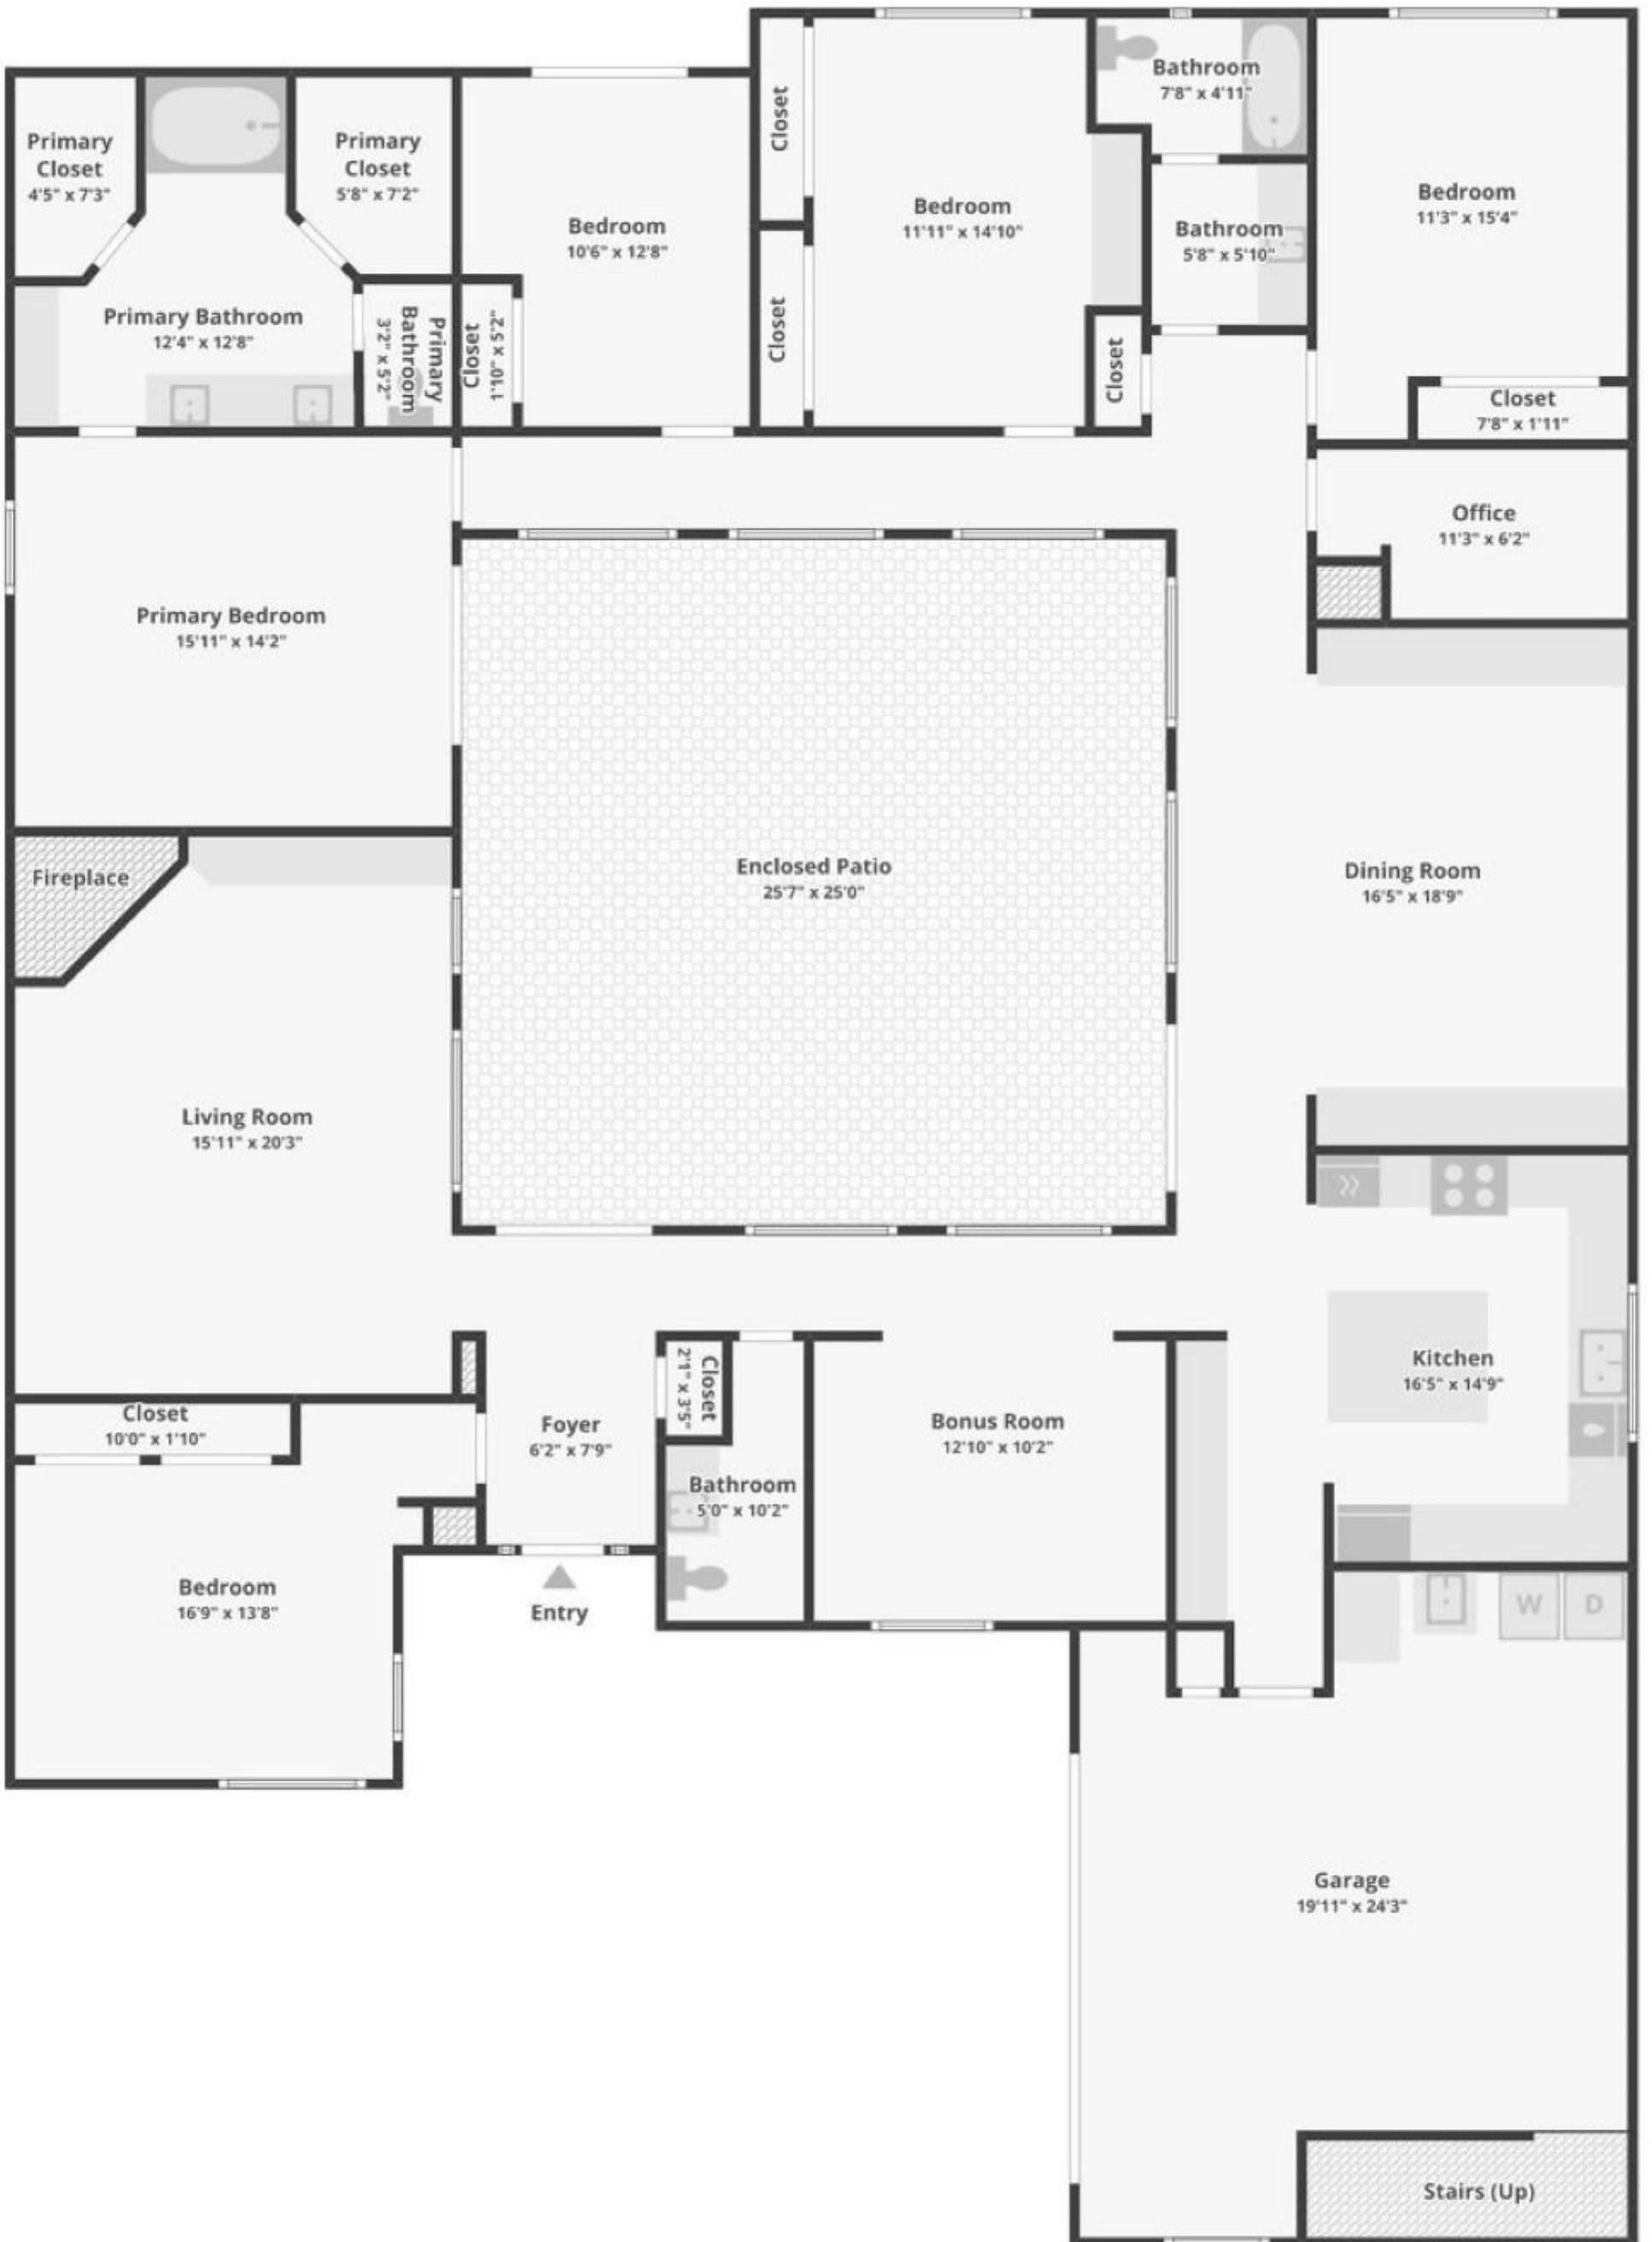 Primary
Closet
4'5" x 7'3"
Primary
Closet
5'8" x 7'2"
Primary Bathroom
12'4" x 12'8"
Primary
Bathroom
3'2" x 5'2"
Closet
1'10" x 5'2"
Bedroom
10'6" x 12'8"
Closet
Closet
Bedroom
11'11" x 14'10"
Closet
Bathroom
7'8" x 4'11"
Bathroom
5'8" x 5'10"
Bedroom
11'3" x 15'4"
Closet
7'8" x 1'11"
Office
11'3" x 6'2"
Primary Bedroom
15'11" x 14'2"
Fireplace
Enclosed Patio
25'7" x 25'0"
Dining Room
16'5" x 18'9"
Living Room
15'11" x 20'3"
Closet
10'0" x 1'10"
Foyer
6'2" x 7'9"
Closet
2'1" x 3'5"
Bathroom
5'0" x 10'2"
Bonus Room
12'10" x 10'2"
Kitchen
16'5" x 14'9"
Bedroom
16'9" x 13'8"
Entry
W
D
Garage
19'11" x 24'3"
Stairs (Up)